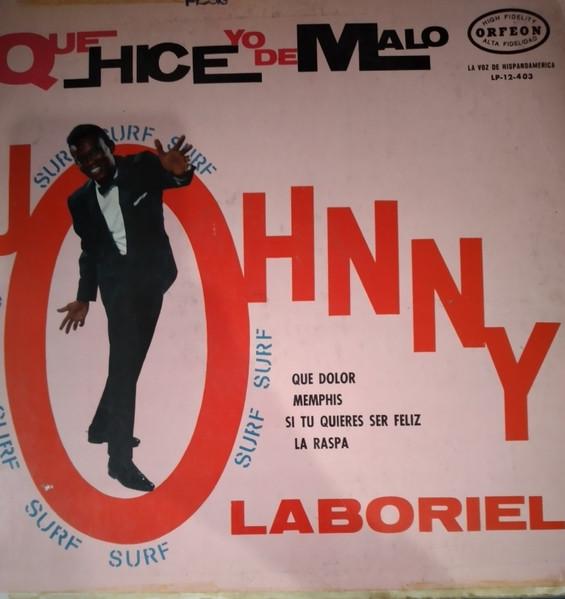 QUE HICE YO DE MALO
HIGH FIDELITY
ORFEON
ALTA FIDELIDAD
LA VOZ DE HISPANOAMERICA
LP-12-403
SURF SURF SURF
JOHNNY
SURF
SURF
QUE DOLOR
MEMPHIS
SI TU QUIERES SER FELIZ
LA RASPA
SURF
SURF
SURF
LABORIEL